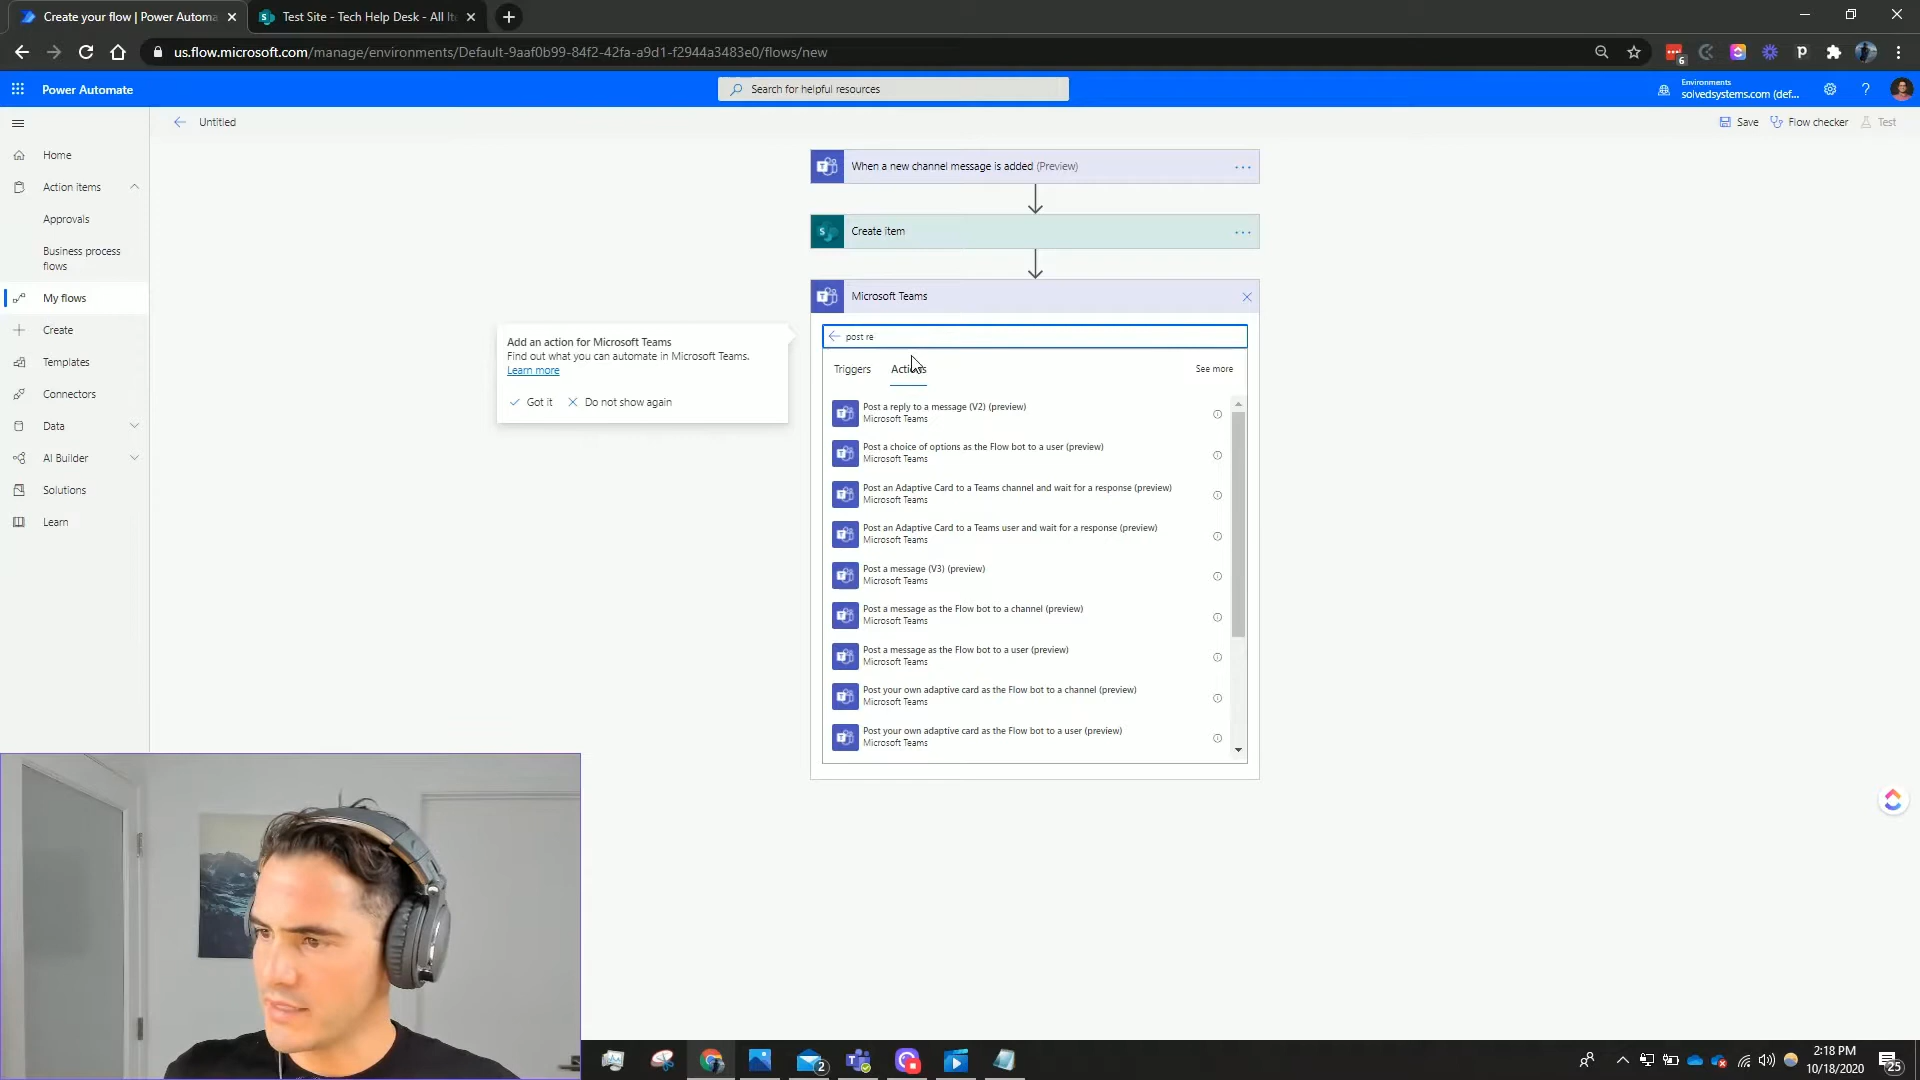 Create your flow | Power Automa
Test Site - Tech Help Desk - All It
us.flow.microsoft.com/manage/environments/Default-9aaf0b99-84f2-42fa-a9d1-f2944a3483e0/flows/new
6
Power Automate
Search for helpful resources
Environments
solvedsystems.com (def...
?
Untitled
Save
Flow checker
Test
Home
Action items
Approvals
Business process
flows
My flows
Create
Templates
Connectors
Data
AI Builder
Solutions
Learn
When a new channel message is added (Preview)
Create item
Microsoft Teams
Add an action for Microsoft Teams
Find out what you can automate in Microsoft Teams.
Learn more
Got it
Do not show again
post re
Triggers
Actions
See more
Post a reply to a message (V2) (preview)
Microsoft Teams
Post a choice of options as the Flow bot to a user (preview)
Microsoft Teams
Post an Adaptive Card to a Teams channel and wait for a response (preview)
Microsoft Teams
Post an Adaptive Card to a Teams user and wait for a response (preview)
Microsoft Teams
Post a message (V3) (preview)
Microsoft Teams
Post a message as the Flow bot to a channel (preview)
Microsoft Teams
Post a message as the Flow bot to a user (preview)
Microsoft Teams
Post your own adaptive card as the Flow bot to a channel (preview)
Microsoft Teams
Post your own adaptive card as the Flow bot to a user (preview)
Microsoft Teams
2
2:18 PM
10/18/2020
25